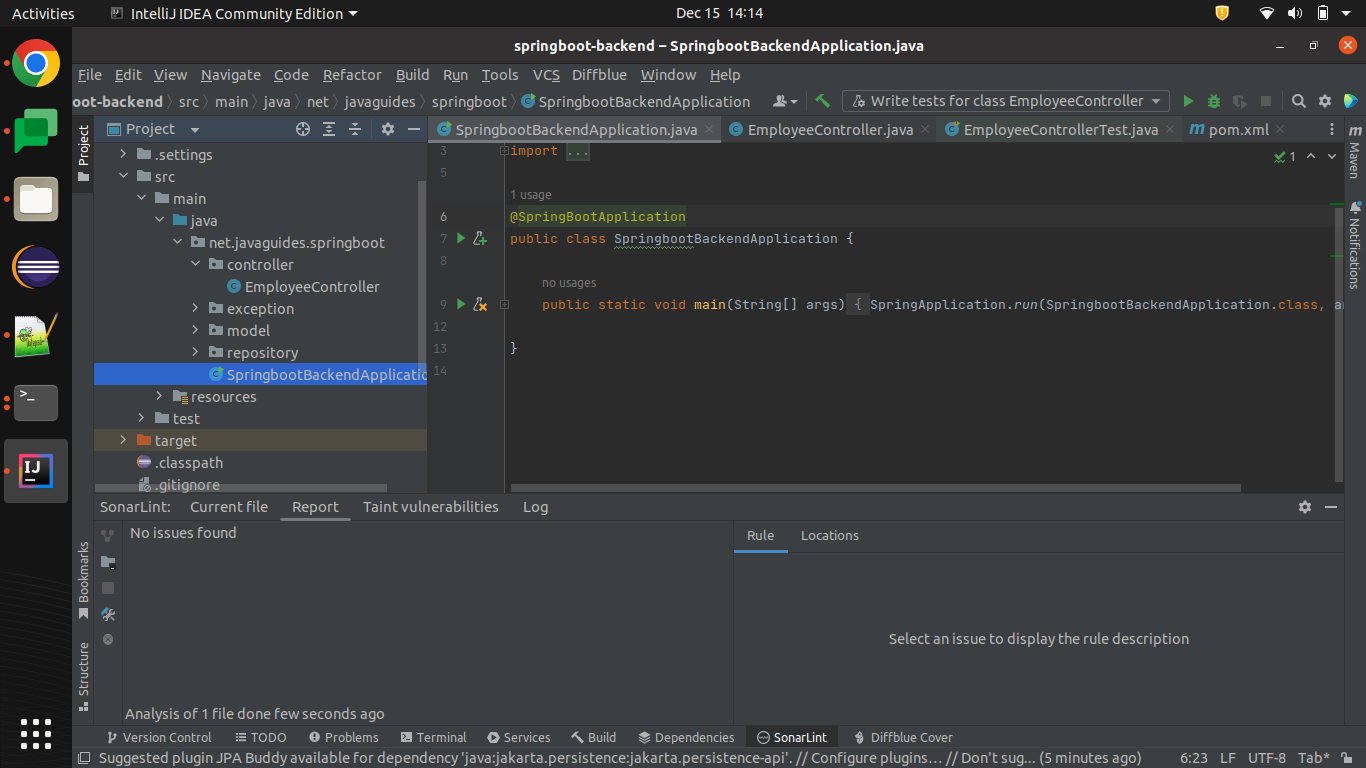 Activities IntelliJ IDEA Community Edition Dec 15 14:14
springboot-backend – SpringbootBackendApplication.java
File Edit View Navigate Code Refactor Build Run Tools VCS Diffblue Window Help
oot-backend src main java net javaguides springboot SpringbootBackendApplication Write tests for class EmployeeController
Project Project SpringbootBackendApplication.java EmployeeController.java EmployeeControllerTest.java m pom.xml m Maven
.settings
src
main
java
net.javaguides.springboot
controller
EmployeeController
exception
model
repository
SpringbootBackendApplicatio
resources
test
target
.classpath
.gitignore
3 import ... 1
5
1 usage
6 @SpringBootApplication
7 public class SpringbootBackendApplication {
8
no usages
9 public static void main(String[] args) { SpringApplication.run(SpringbootBackendApplication.class, a
12
13 }
14
Notifications
SonarLint: Current file Report Taint vulnerabilities Log
No issues found
Rule Locations
Select an issue to display the rule description
Analysis of 1 file done few seconds ago
Bookmarks
Structure
>_
IJ
Version Control TODO Problems Terminal Services Build Dependencies SonarLint Diffblue Cover
Suggested plugin JPA Buddy available for dependency 'java:jakarta.persistence:jakarta.persistence-api'. // Configure plugins... // Don't sug... (5 minutes ago) 6:23 LF UTF-8 Tab*